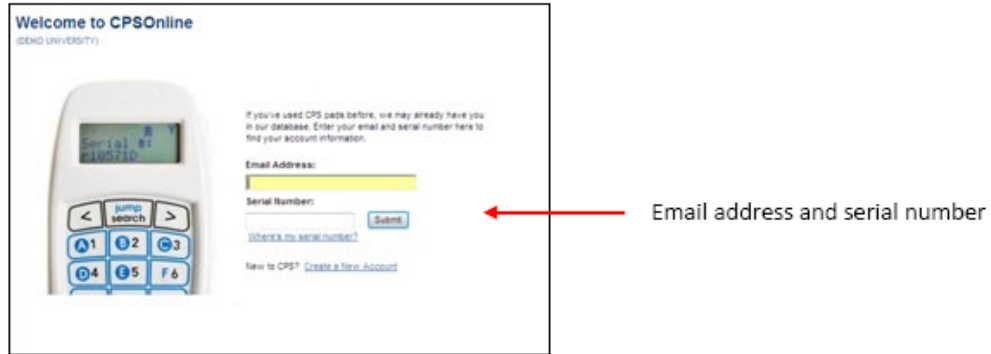 Welcome to CPSOnline
(DEMO UNIVERSITY)
If you've used CPS pads before, we may already have you
in our database. Enter your email and serial number here to
find your account information.
Serial #:
Email Address:
Serial Number:
Submit
Where's my serial number?
New to CPS? Create a New Account
< jump search >
A1 B2 C3
D4 E5 F6
Email address and serial number